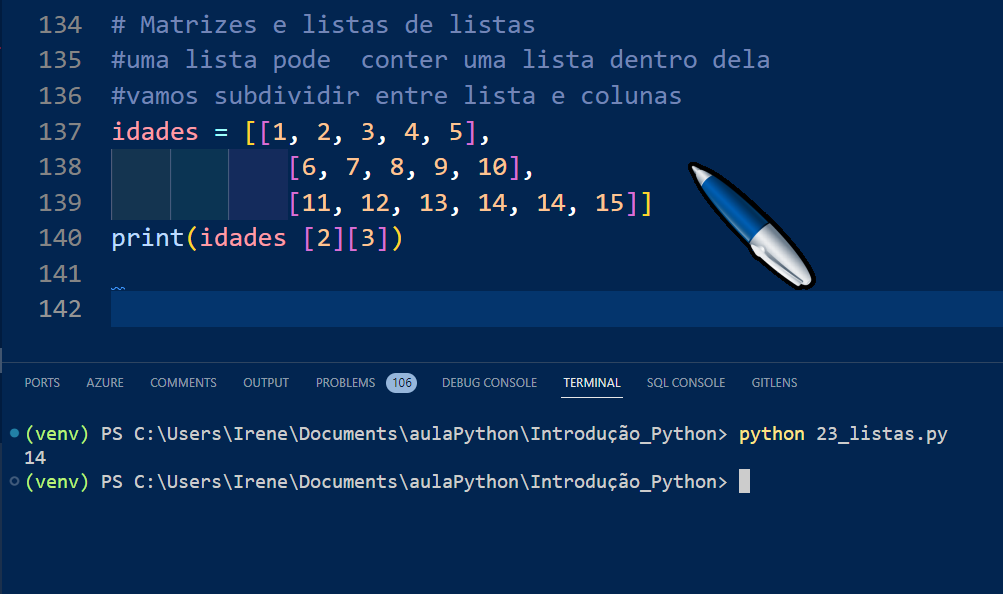 134 # Matrizes e listas de listas
135 #uma lista pode  conter uma lista dentro dela
136 #vamos subdividir entre lista e colunas
137 idades = [[1, 2, 3, 4, 5],
138             [6, 7, 8, 9, 10],
139             [11, 12, 13, 14, 14, 15]]
140 print(idades [2][3])
141
142
PORTS AZURE COMMENTS OUTPUT PROBLEMS 106 DEBUG CONSOLE TERMINAL SQL CONSOLE GITLENS
(venv) PS C:\Users\Irene\Documents\aulaPython\Introdução_Python> python 23_listas.py
14
(venv) PS C:\Users\Irene\Documents\aulaPython\Introdução_Python>